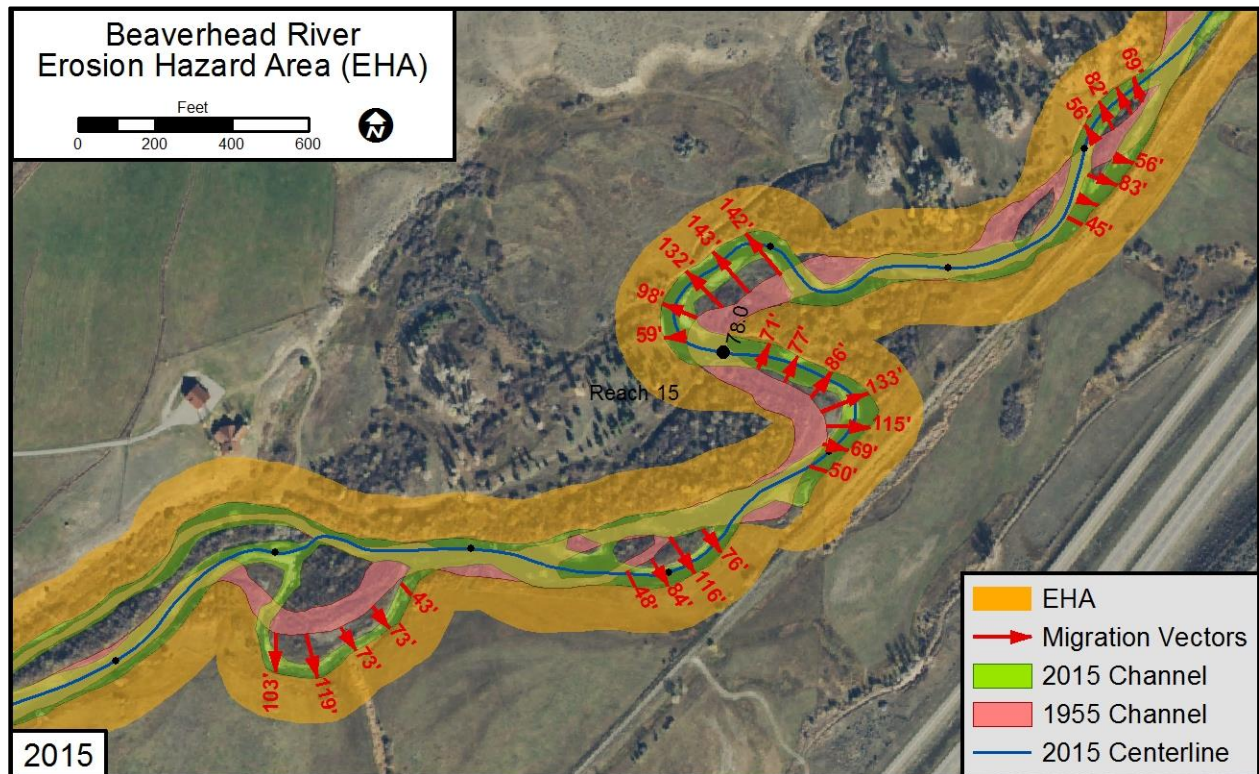 Beaverhead River
Erosion Hazard Area (EHA)
Feet
0 200 400 600
N
69'
82'
56'
56'
83'
45'
142'
143'
132'
98'
59'
78.0
71'
77'
86'
133'
115'
69'
50'
Reach 15
76'
116'
84'
48'
43'
73'
73'
119'
103'
EHA
Migration Vectors
2015 Channel
1955 Channel
2015 Centerline
2015